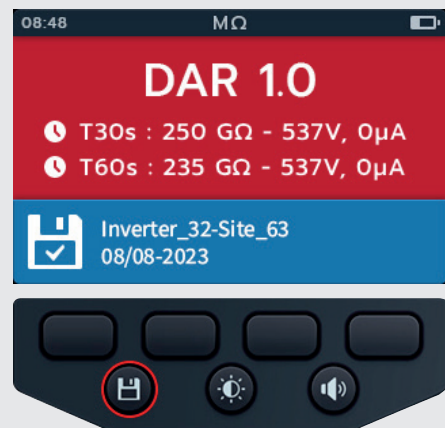 08:48 MΩ
DAR 1.0
T30s : 250 GΩ - 537V, 0µA
T60s : 235 GΩ - 537V, 0µA
Inverter_32-Site_63
08/08-2023